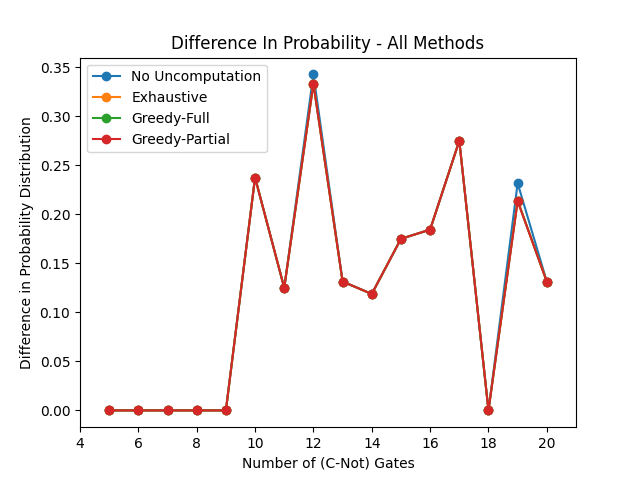 Difference In Probability - All Methods
No Uncomputation
Exhaustive
Greedy-Full
Greedy-Partial
Difference in Probability Distribution
0.35
0.30
0.25
0.20
0.15
0.10
0.05
0.00
4 6 8 10 12 14 16 18 20
Number of (C-Not) Gates